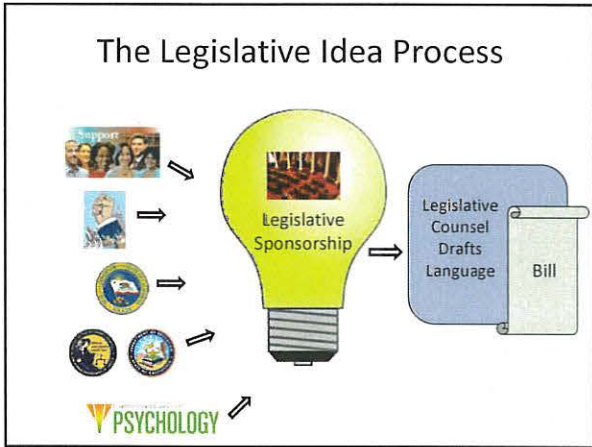 The Legislative Idea Process
Support
Legislative
Sponsorship
Legislative
Counsel
Drafts
Language
Bill
PSYCHOLOGY